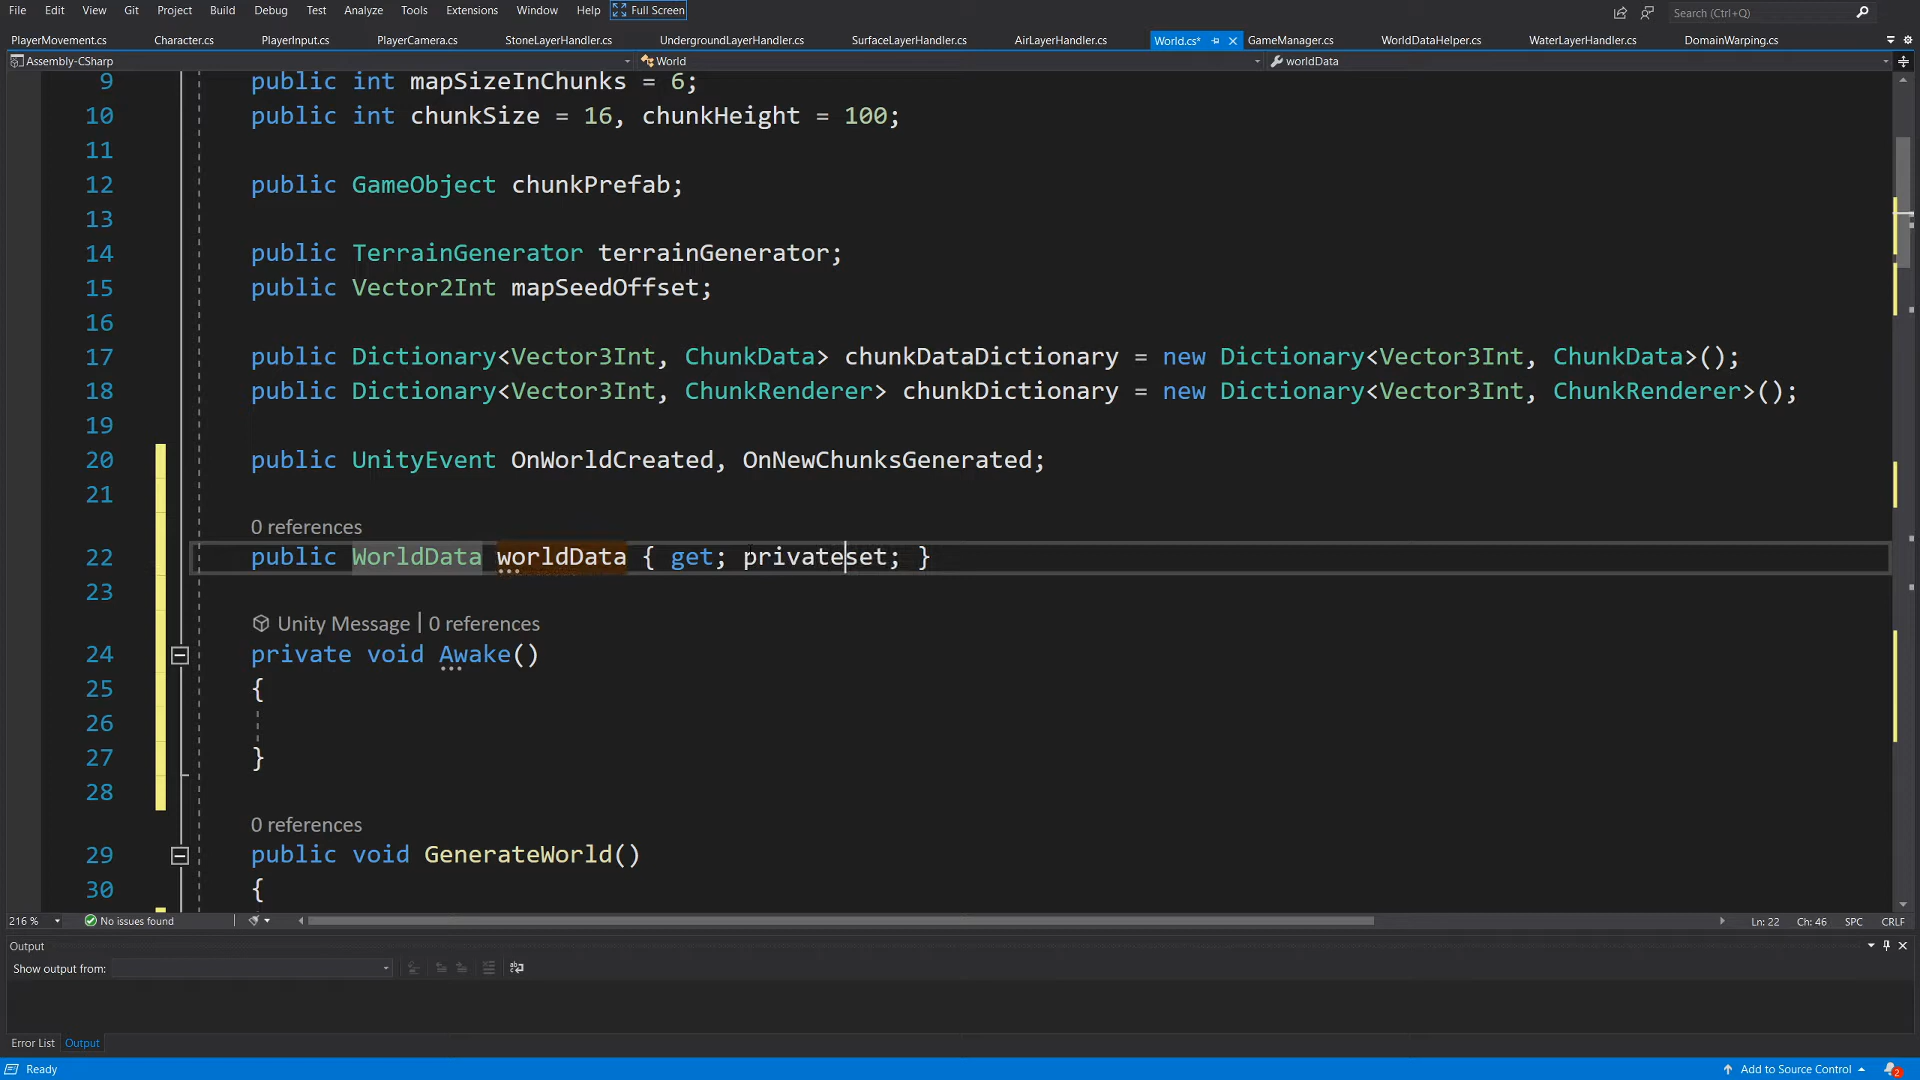 File Edit View Git Project Build Debug Test Analyze Tools Extensions Window Help Full Screen Search (Ctrl+Q)
PlayerMovement.cs Character.cs PlayerInput.cs PlayerCamera.cs StoneLayerHandler.cs UndergroundLayerHandler.cs SurfaceLayerHandler.cs AirLayerHandler.cs World.cs* GameManager.cs WorldDataHelper.cs WaterLayerHandler.cs DomainWarping.cs
Assembly-CSharp World worldData
9 public int mapSizeInChunks = 6;
10 public int chunkSize = 16, chunkHeight = 100;
11
12 public GameObject chunkPrefab;
13
14 public TerrainGenerator terrainGenerator;
15 public Vector2Int mapSeedOffset;
16
17 public Dictionary<Vector3Int, ChunkData> chunkDataDictionary = new Dictionary<Vector3Int, ChunkData>();
18 public Dictionary<Vector3Int, ChunkRenderer> chunkDictionary = new Dictionary<Vector3Int, ChunkRenderer>();
19
20 public UnityEvent OnWorldCreated, OnNewChunksGenerated;
21
0 references
22 public WorldData worldData { get; privateset; }
23
Unity Message | 0 references
24 private void Awake()
25 {
26
27 }
28
0 references
29 public void GenerateWorld()
30 {
216 % No issues found Ln: 22 Ch: 46 SPC CRLF
Output
Show output from:
Error List Output
Ready Add to Source Control 2